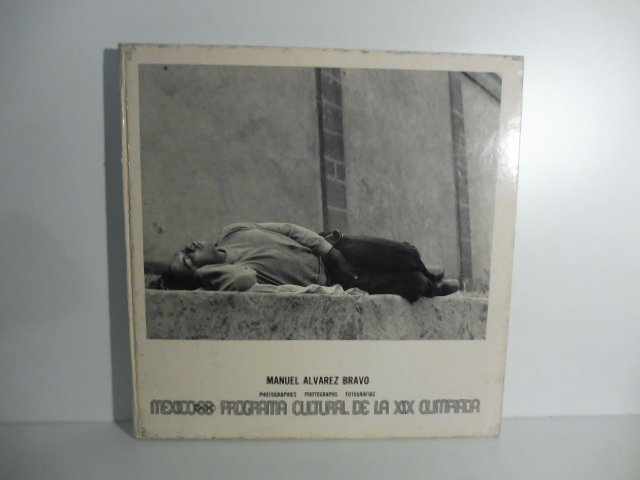 MANUEL ALVAREZ BRAVO
PHOTOGRAPHIES PHOTOGRAPHS FOTOGRAFIAS
MEXICO68 PROGRAMA CULTURAL DE LA XIX OLIMPIADA